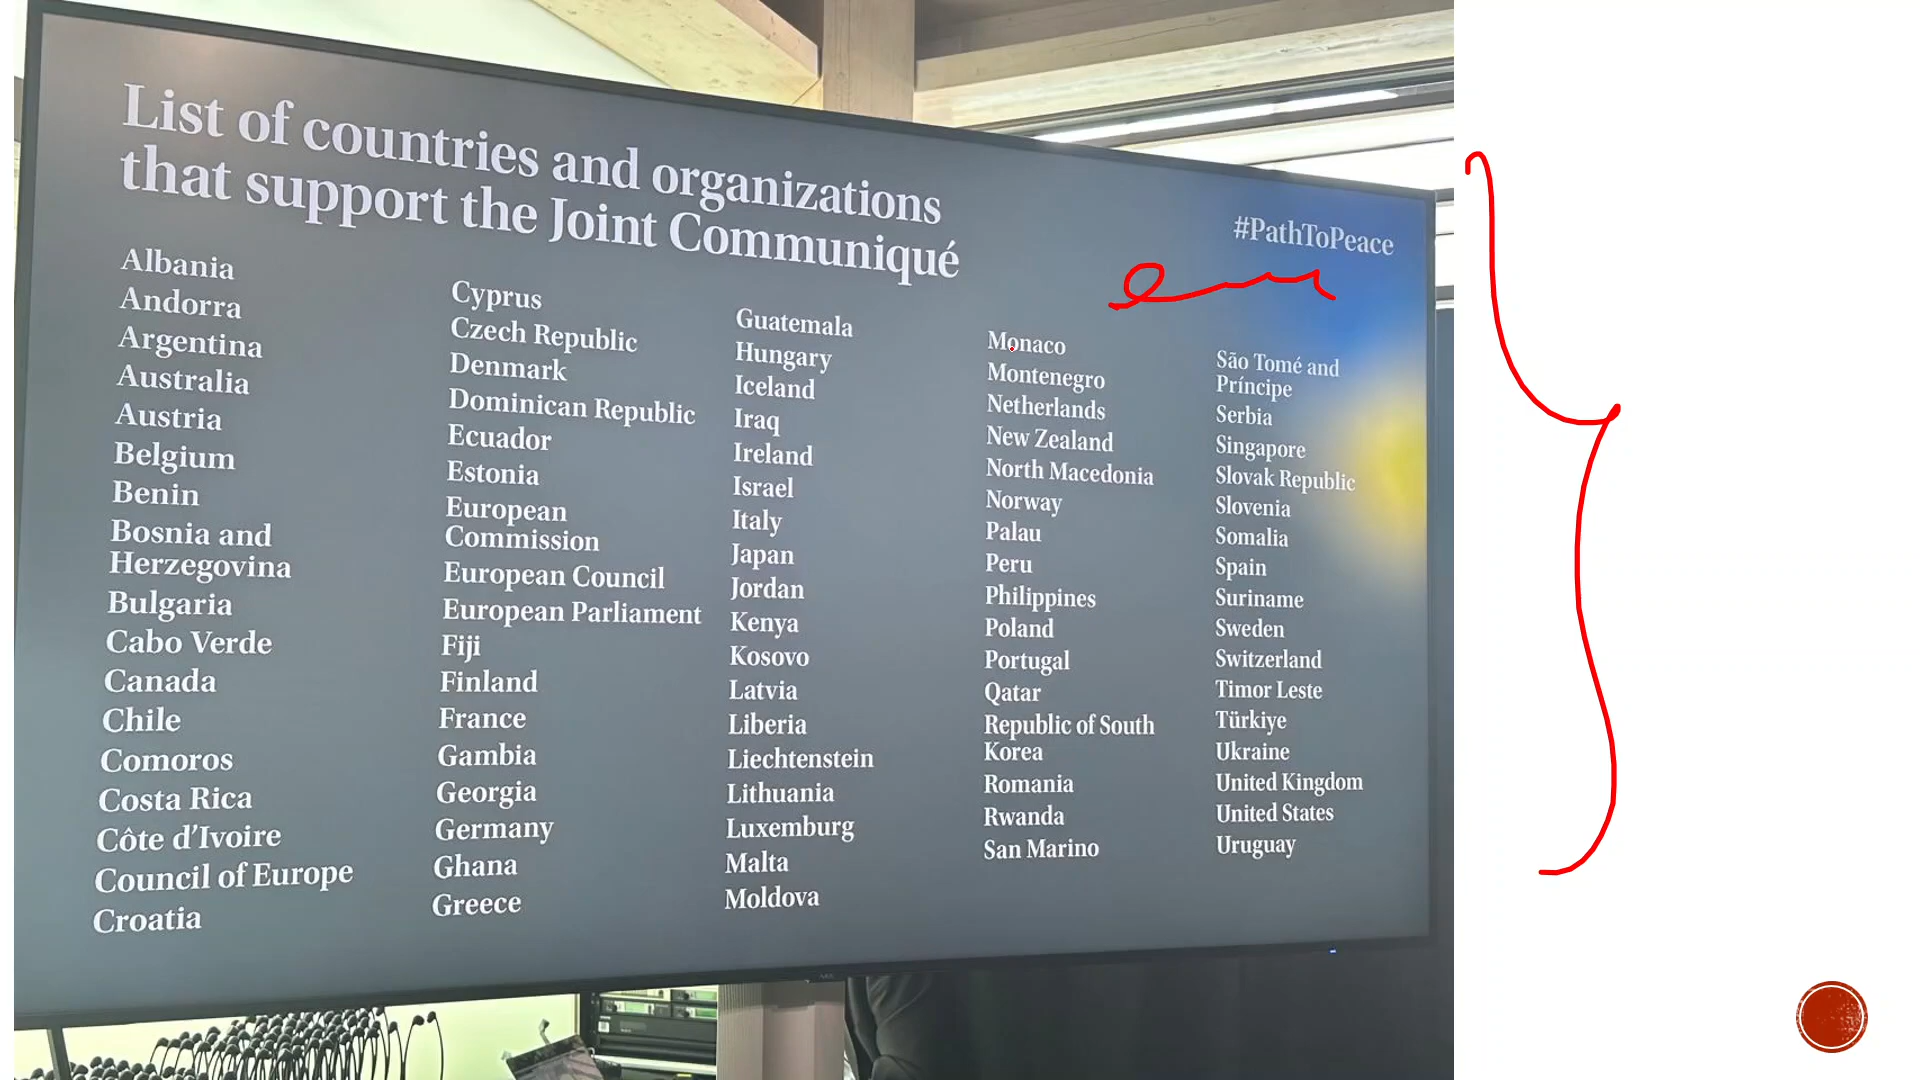 List of countries and organizations
that support the Joint Communiqué
#PathToPeace
Albania
Andorra
Argentina
Australia
Austria
Belgium
Benin
Bosnia and
Herzegovina
Bulgaria
Cabo Verde
Canada
Chile
Comoros
Costa Rica
Côte d'Ivoire
Council of Europe
Croatia
Cyprus
Czech Republic
Denmark
Dominican Republic
Ecuador
Estonia
European
Commission
European Council
European Parliament
Fiji
Finland
France
Gambia
Georgia
Germany
Ghana
Greece
Guatemala
Hungary
Iceland
Iraq
Ireland
Israel
Italy
Japan
Jordan
Kenya
Kosovo
Latvia
Liberia
Liechtenstein
Lithuania
Luxemburg
Malta
Moldova
Monaco
Montenegro
Netherlands
New Zealand
North Macedonia
Norway
Palau
Peru
Philippines
Poland
Portugal
Qatar
Republic of South
Korea
Romania
Rwanda
San Marino
São Tomé and
Príncipe
Serbia
Singapore
Slovak Republic
Slovenia
Somalia
Spain
Suriname
Sweden
Switzerland
Timor Leste
Türkiye
Ukraine
United Kingdom
United States
Uruguay